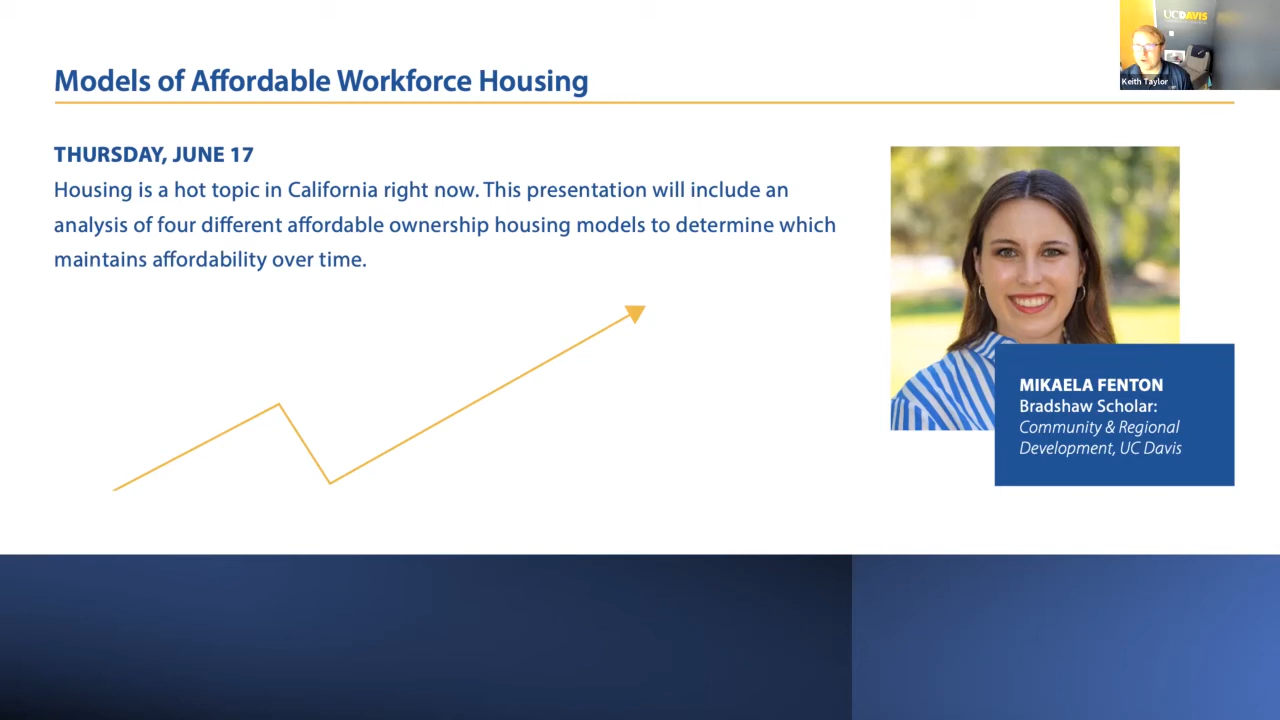 Models of Affordable Workforce Housing
THURSDAY, JUNE 17
Housing is a hot topic in California right now. This presentation will include an
analysis of four different affordable ownership housing models to determine which
maintains affordability over time.
MIKAELA FENTON
Bradshaw Scholar:
Community & Regional
Development, UC Davis
UCDAVIS
Keith Taylor